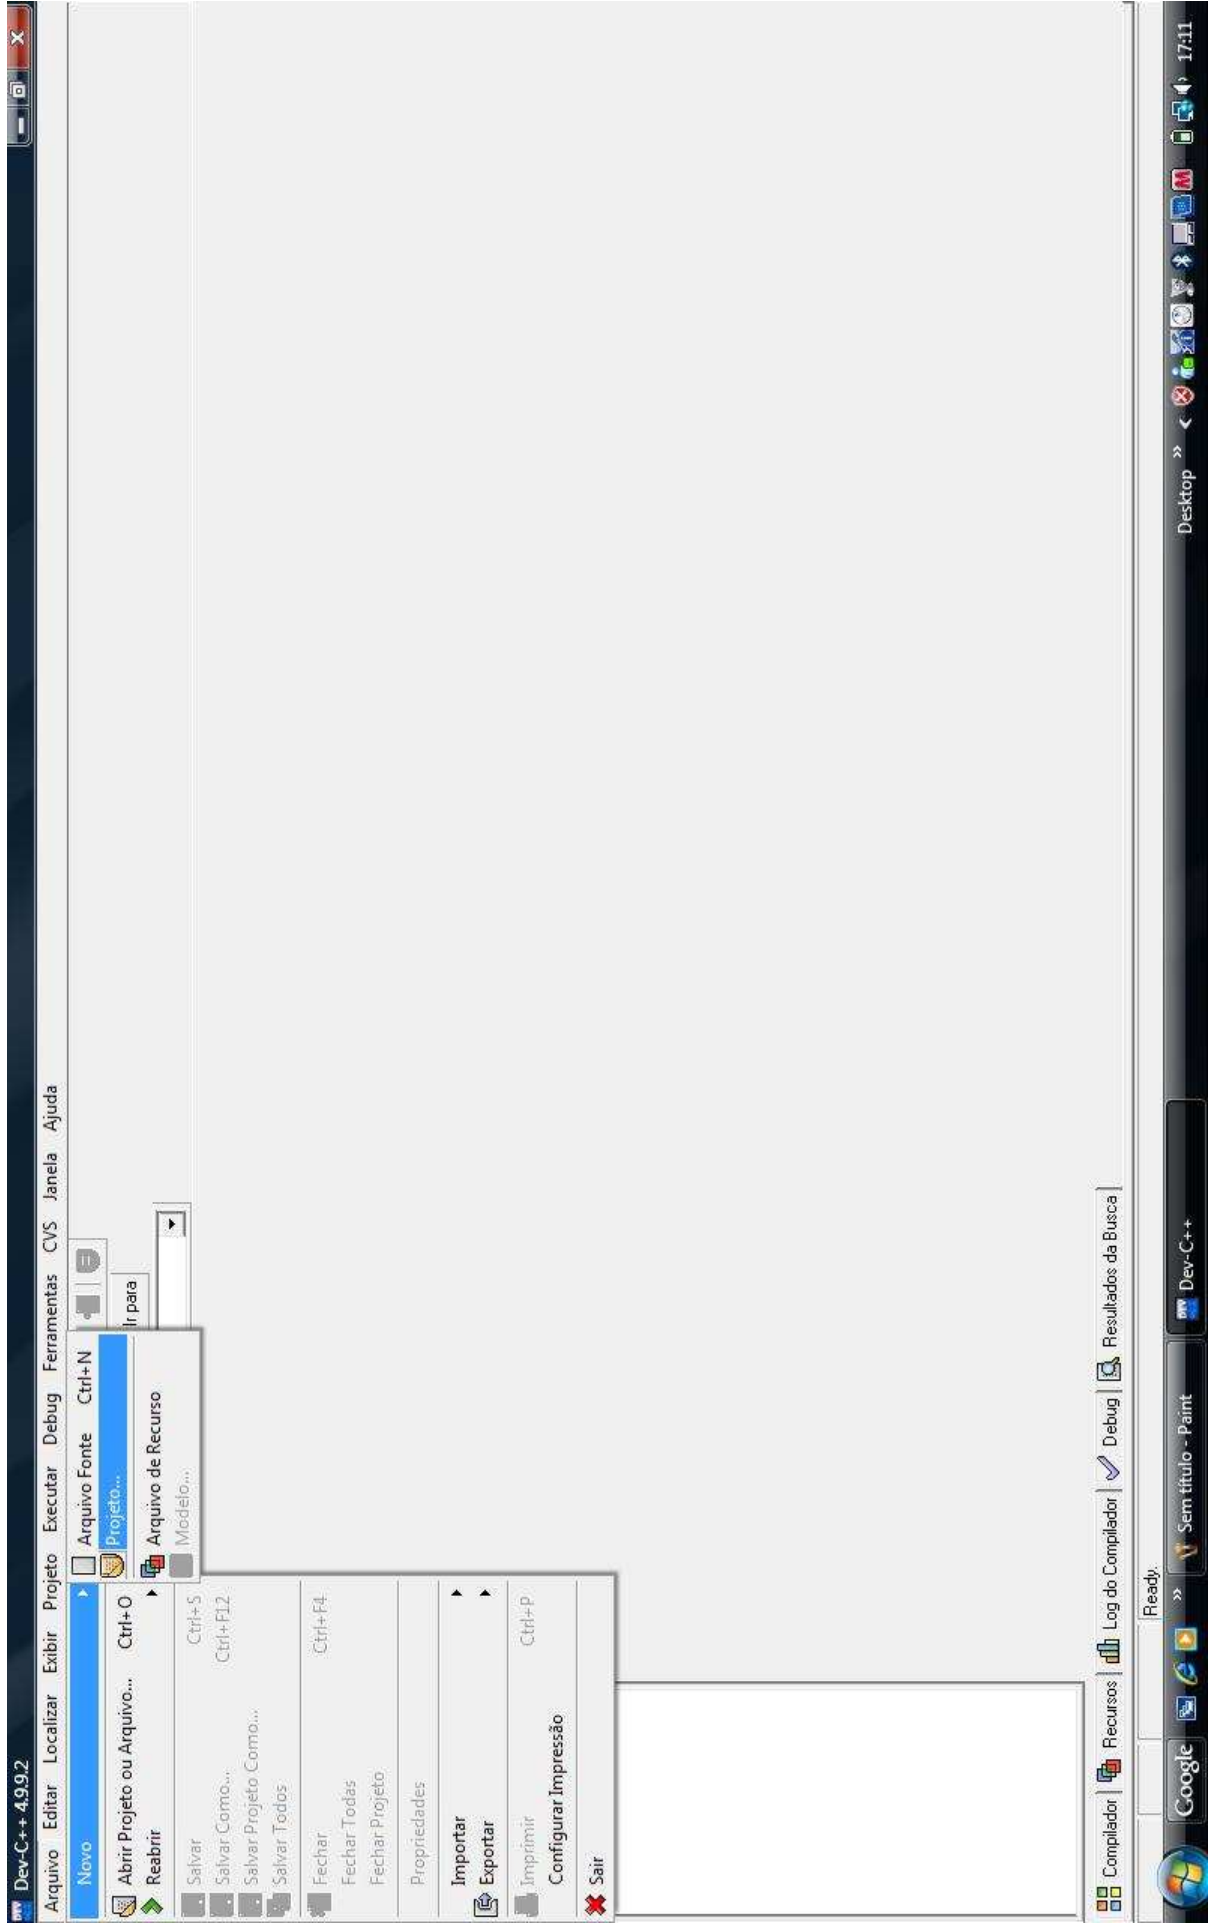 Dev-C++ 4.9.9.2
Arquivo Editar Localizar Exibir Projeto Executar Debug Ferramentas CVS Janela Ajuda
Novo
Arquivo Fonte Ctrl+N
Projeto...
Arquivo de Recurso
Modelo...
Ir para
Abrir Projeto ou Arquivo... Ctrl+O
Reabrir
Salvar Ctrl+S
Salvar Como... Ctrl+F12
Salvar Projeto Como...
Salvar Todos
Fechar Ctrl+F4
Fechar Todas
Fechar Projeto
Propriedades
Importar
Exportar
Imprimir Ctrl+P
Configurar Impressão
Sair
Compilador Recursos Log do Compilador Debug Resultados da Busca
Ready.
Google Sem título - Paint Dev-C++ Desktop 17:11